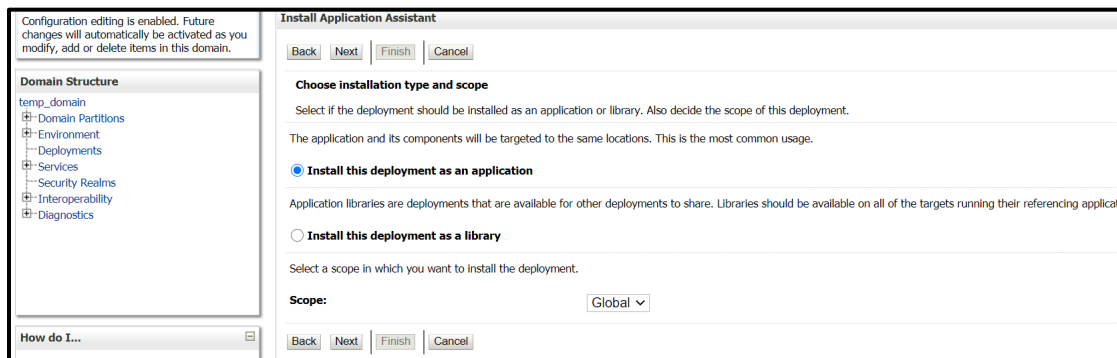 Configuration editing is enabled. Future
changes will automatically be activated as you
modify, add or delete items in this domain.
Domain Structure
temp_domain
Domain Partitions
Environment
Deployments
Services
Security Realms
Interoperability
Diagnostics
How do I...
Install Application Assistant
Back Next Finish Cancel
Choose installation type and scope
Select if the deployment should be installed as an application or library. Also decide the scope of this deployment.
The application and its components will be targeted to the same locations. This is the most common usage.
Install this deployment as an application
Application libraries are deployments that are available for other deployments to share. Libraries should be available on all of the targets running their referencing applicat
Install this deployment as a library
Select a scope in which you want to install the deployment.
Scope: Global
Back Next Finish Cancel